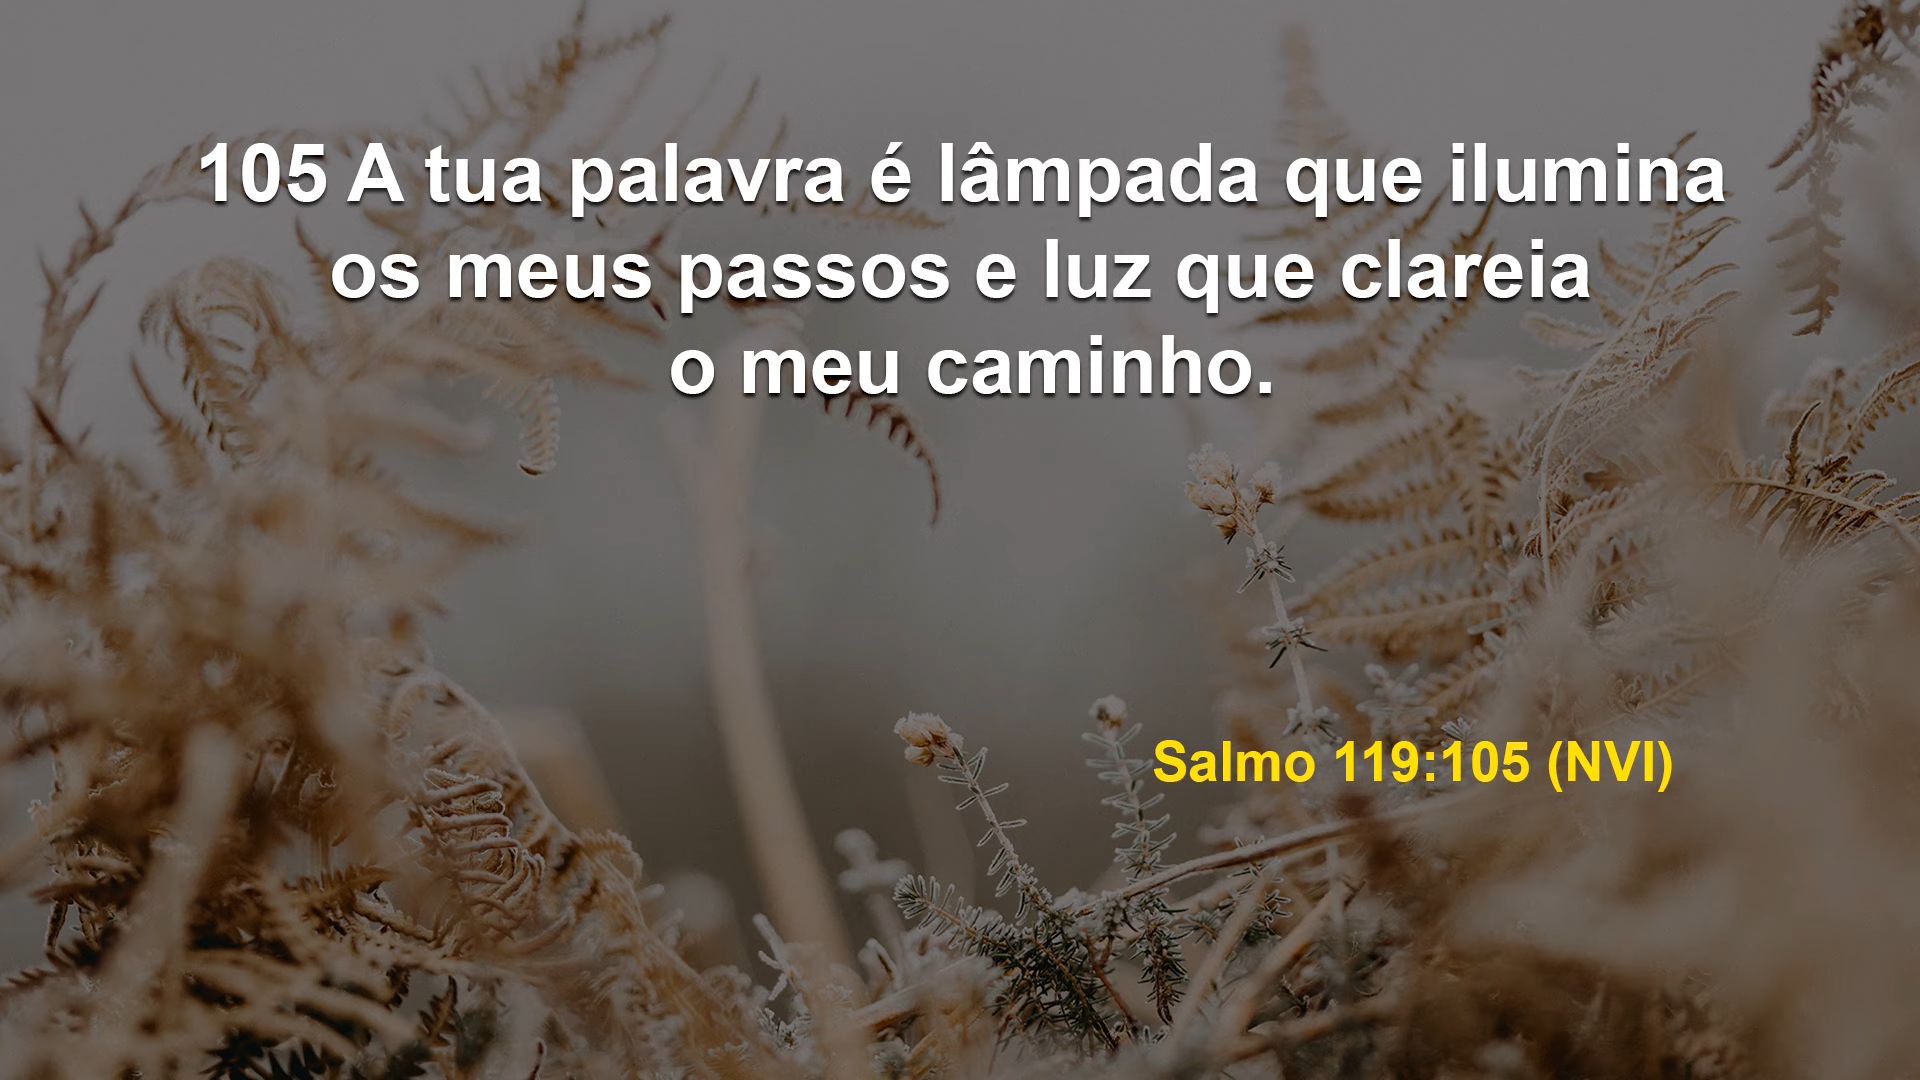 105 A tua palavra é lâmpada que ilumina
os meus passos e luz que clareia
o meu caminho.
Salmo 119:105 (NVI)